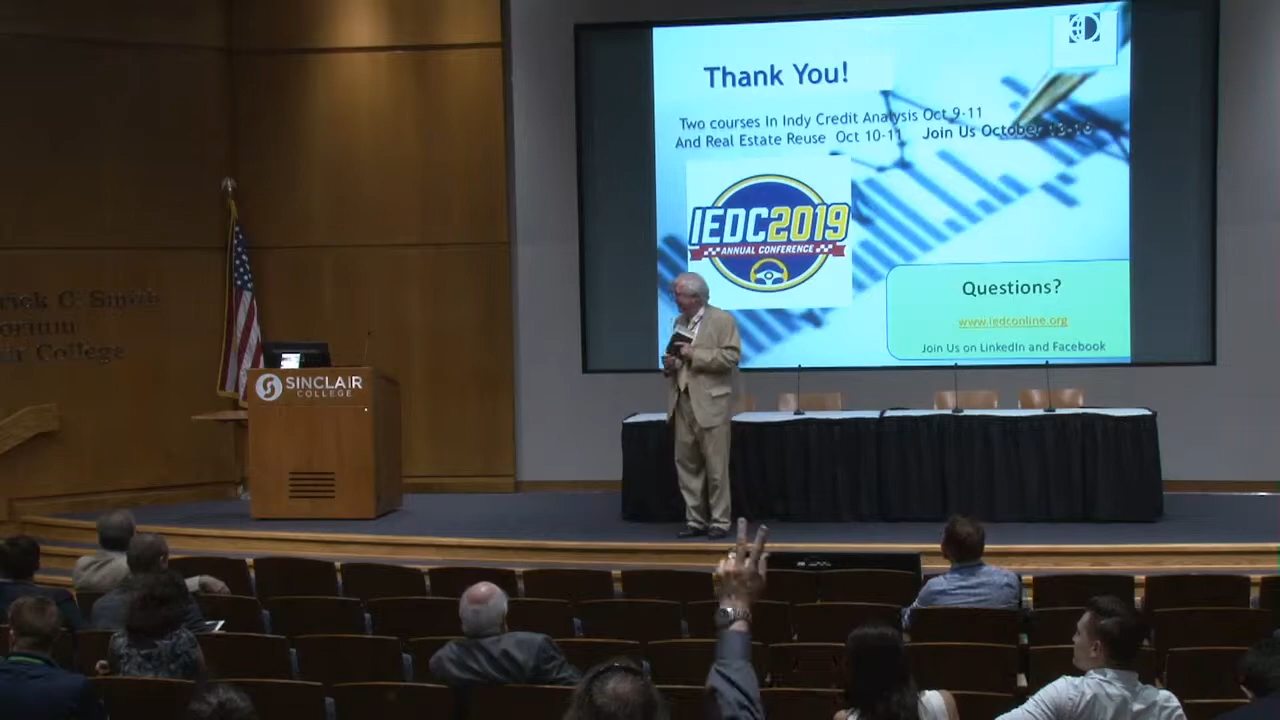 Thank You!
Two courses In Indy Credit Analysis Oct 9-11
And Real Estate Reuse Oct 10-11 Join Us October
IEDC2019
ANNUAL CONFERENCE
Questions?
www.iedconline.org
Join Us on LinkedIn and Facebook
C. Smith
College
SINCLAIR
COLLEGE